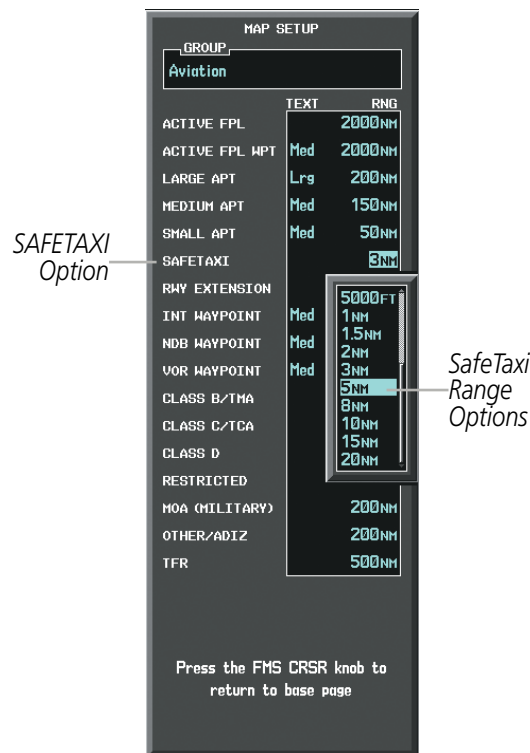 MAP SETUP
GROUP
Aviation
TEXT RNG
ACTIVE FPL 2000NM
ACTIVE FPL WPT Med 2000NM
LARGE APT Lrg 200NM
MEDIUM APT Med 150NM
SMALL APT Med 50NM
SAFETAXI 3NM
RWY EXTENSION
INT WAYPOINT Med
NDB WAYPOINT Med
VOR WAYPOINT Med
CLASS B/TMA
CLASS C/TCA
CLASS D
RESTRICTED
MOA (MILITARY) 200NM
OTHER/ADIZ 200NM
TFR 500NM
5000FT
1NM
1.5NM
2NM
3NM
5NM
8NM
10NM
15NM
20NM
SAFETAXI
Option
SafeTaxi
Range
Options
Press the FMS CRSR knob to
return to base page